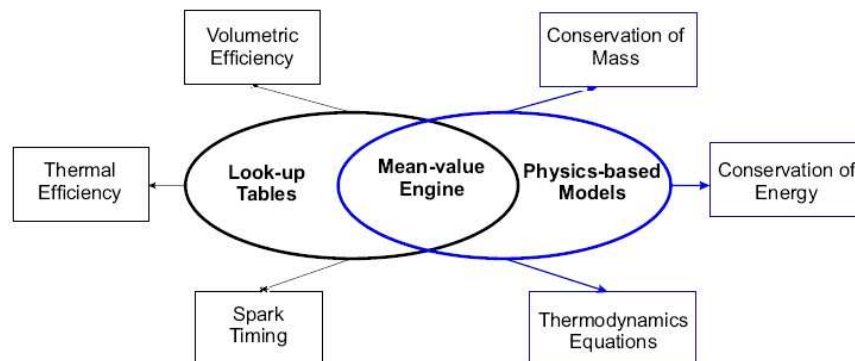 Volumetric
Efficiency
Conservation of
Mass
Thermal
Efficiency
Look-up
Tables
Mean-value
Engine
Physics-based
Models
Conservation of
Energy
Spark
Timing
Thermodynamics
Equations